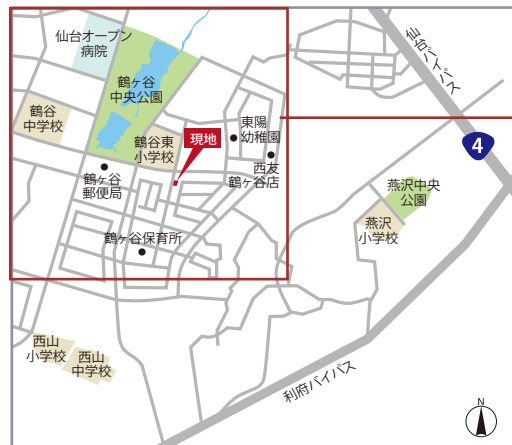 仙台オープン
病院
鶴ヶ谷
中央公園
鶴谷
中学校
鶴谷東
小学校
現地
東陽
幼稚園
西友
鶴ヶ谷店
鶴ヶ谷
郵便局
鶴ヶ谷保育所
仙台バイパス
4
燕沢中央
公園
燕沢
小学校
西山
小学校
西山
中学校
利府バイパス
N